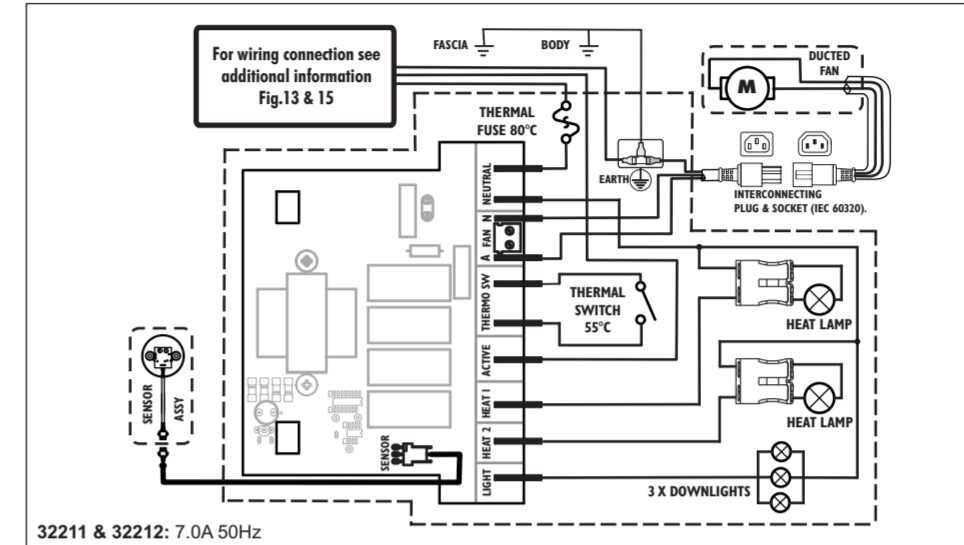 For wiring connection see
additional information
Fig.13 & 15
FASCIA
BODY
DUCTED
FAN
M
THERMAL
FUSE 80°C
EARTH
INTERCONNECTING
PLUG & SOCKET (IEC 60320).
NEUTRAL
N
FAN
A
THERMO SW
ACTIVE
HEAT 1
HEAT 2
LIGHT
THERMAL
SWITCH
55°C
HEAT LAMP
HEAT LAMP
3 X DOWNLIGHTS
SENSOR
SENSOR
ASSY
32211 & 32212: 7.0A 50Hz